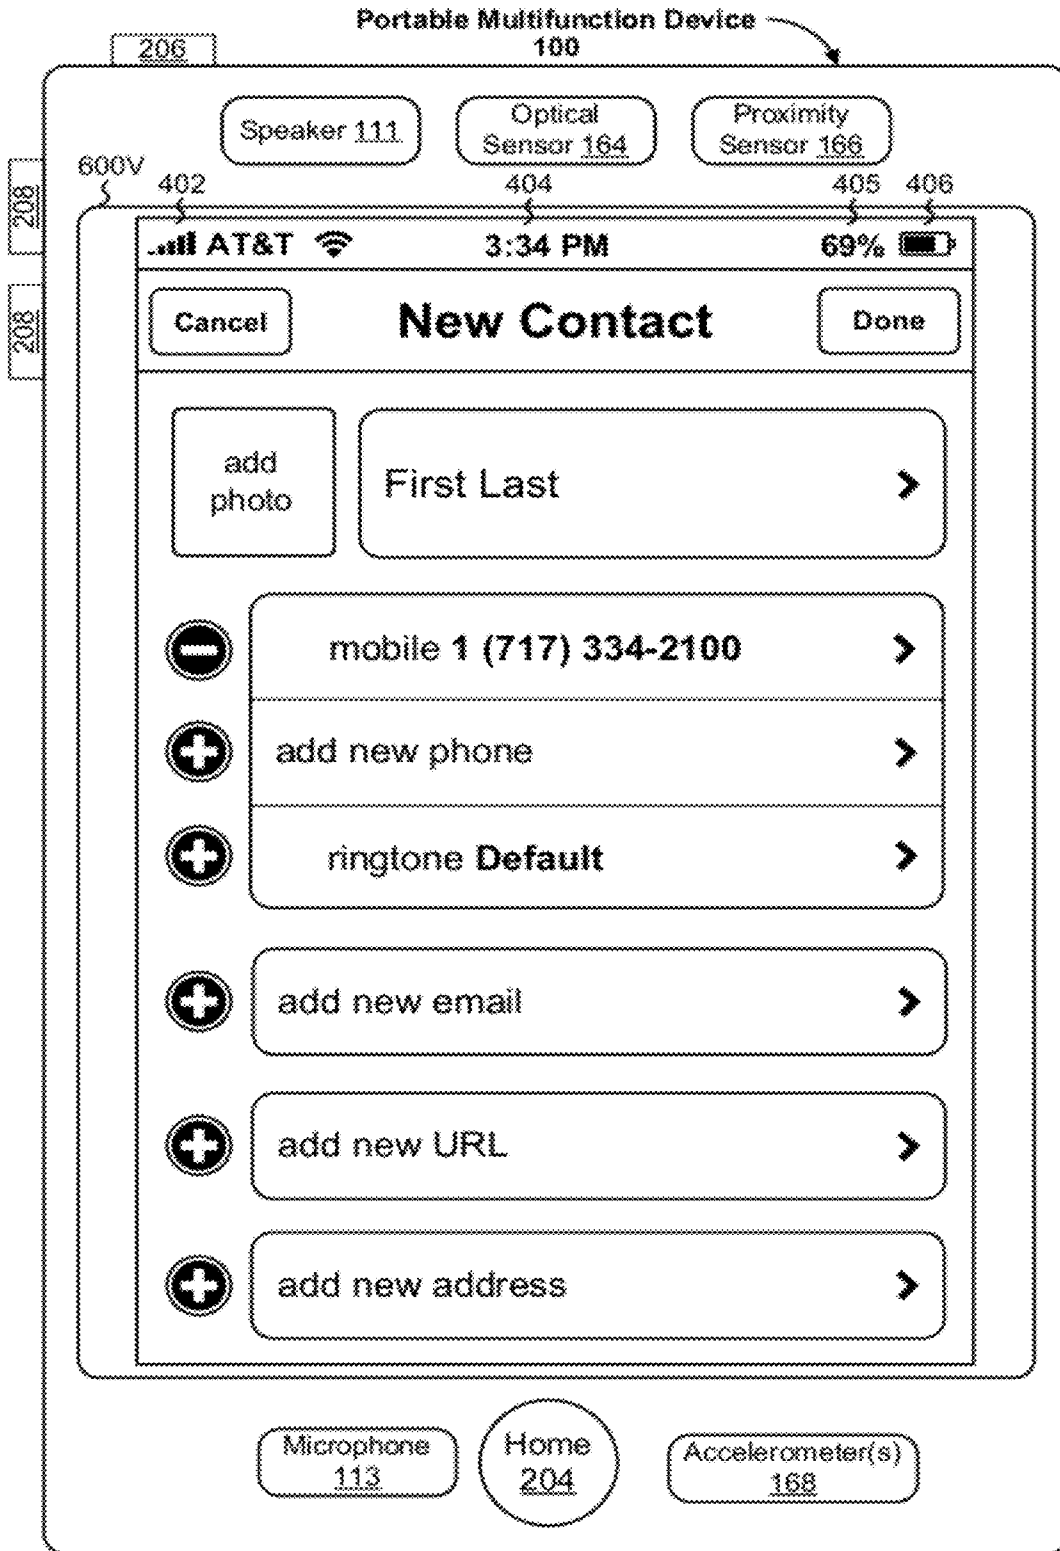 Portable Multifunction Device
100
206
Speaker 111
Optical
Sensor 164
Proximity
Sensor 166
600V
402
404
405
406
208
208
AT&T
3:34 PM
69%
Cancel
New Contact
Done
add
photo
First Last
mobile 1 (717) 334-2100
add new phone
ringtone Default
add new email
add new URL
add new address
Microphone
113
Home
204
Accelerometer(s)
168